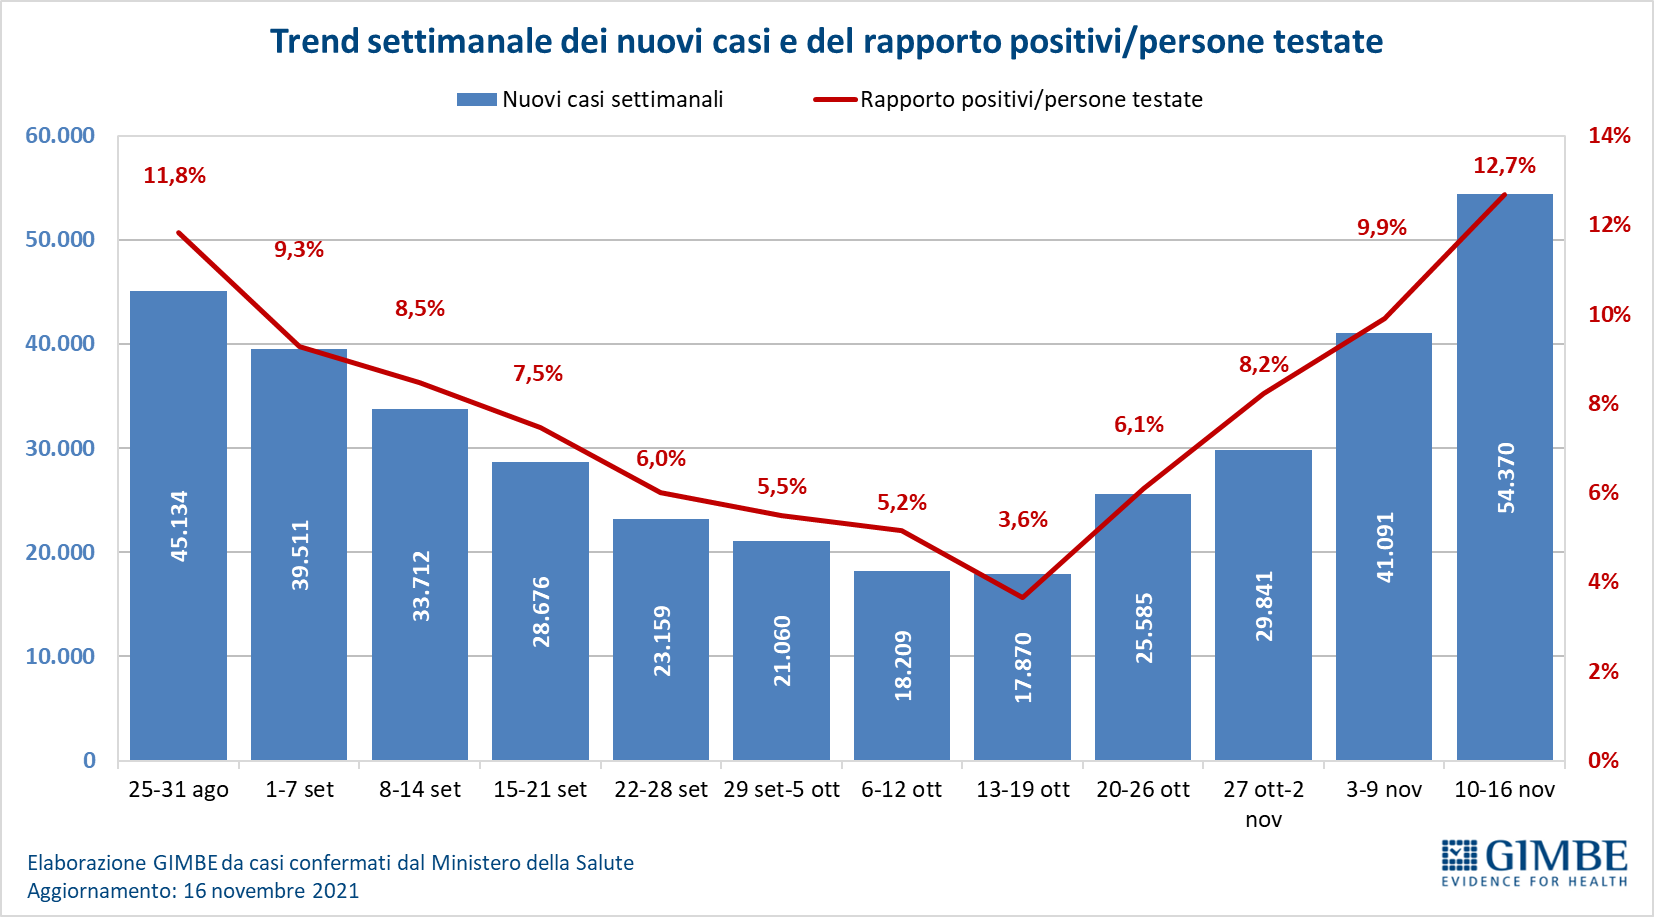 Trend settimanale dei nuovi casi e del rapporto positivi/persone testate
Nuovi casi settimanali
Rapporto positivi/persone testate
60.000
50.000
40.000
30.000
20.000
10.000
0
14%
12%
10%
8%
6%
4%
2%
0%
11,8%
9,3%
8,5%
7,5%
6,0%
5,5%
5,2%
3,6%
6,1%
8,2%
9,9%
12,7%
45.134
39.511
33.712
28.676
23.159
21.060
18.209
17.870
25.585
29.841
41.091
54.370
25-31 ago
1-7 set
8-14 set
15-21 set
22-28 set
29 set-5 ott
6-12 ott
13-19 ott
20-26 ott
27 ott-2
nov
3-9 nov
10-16 nov
Elaborazione GIMBE da casi confermati dal Ministero della Salute
Aggiornamento: 16 novembre 2021
GIMBE
EVIDENCE FOR HEALTH